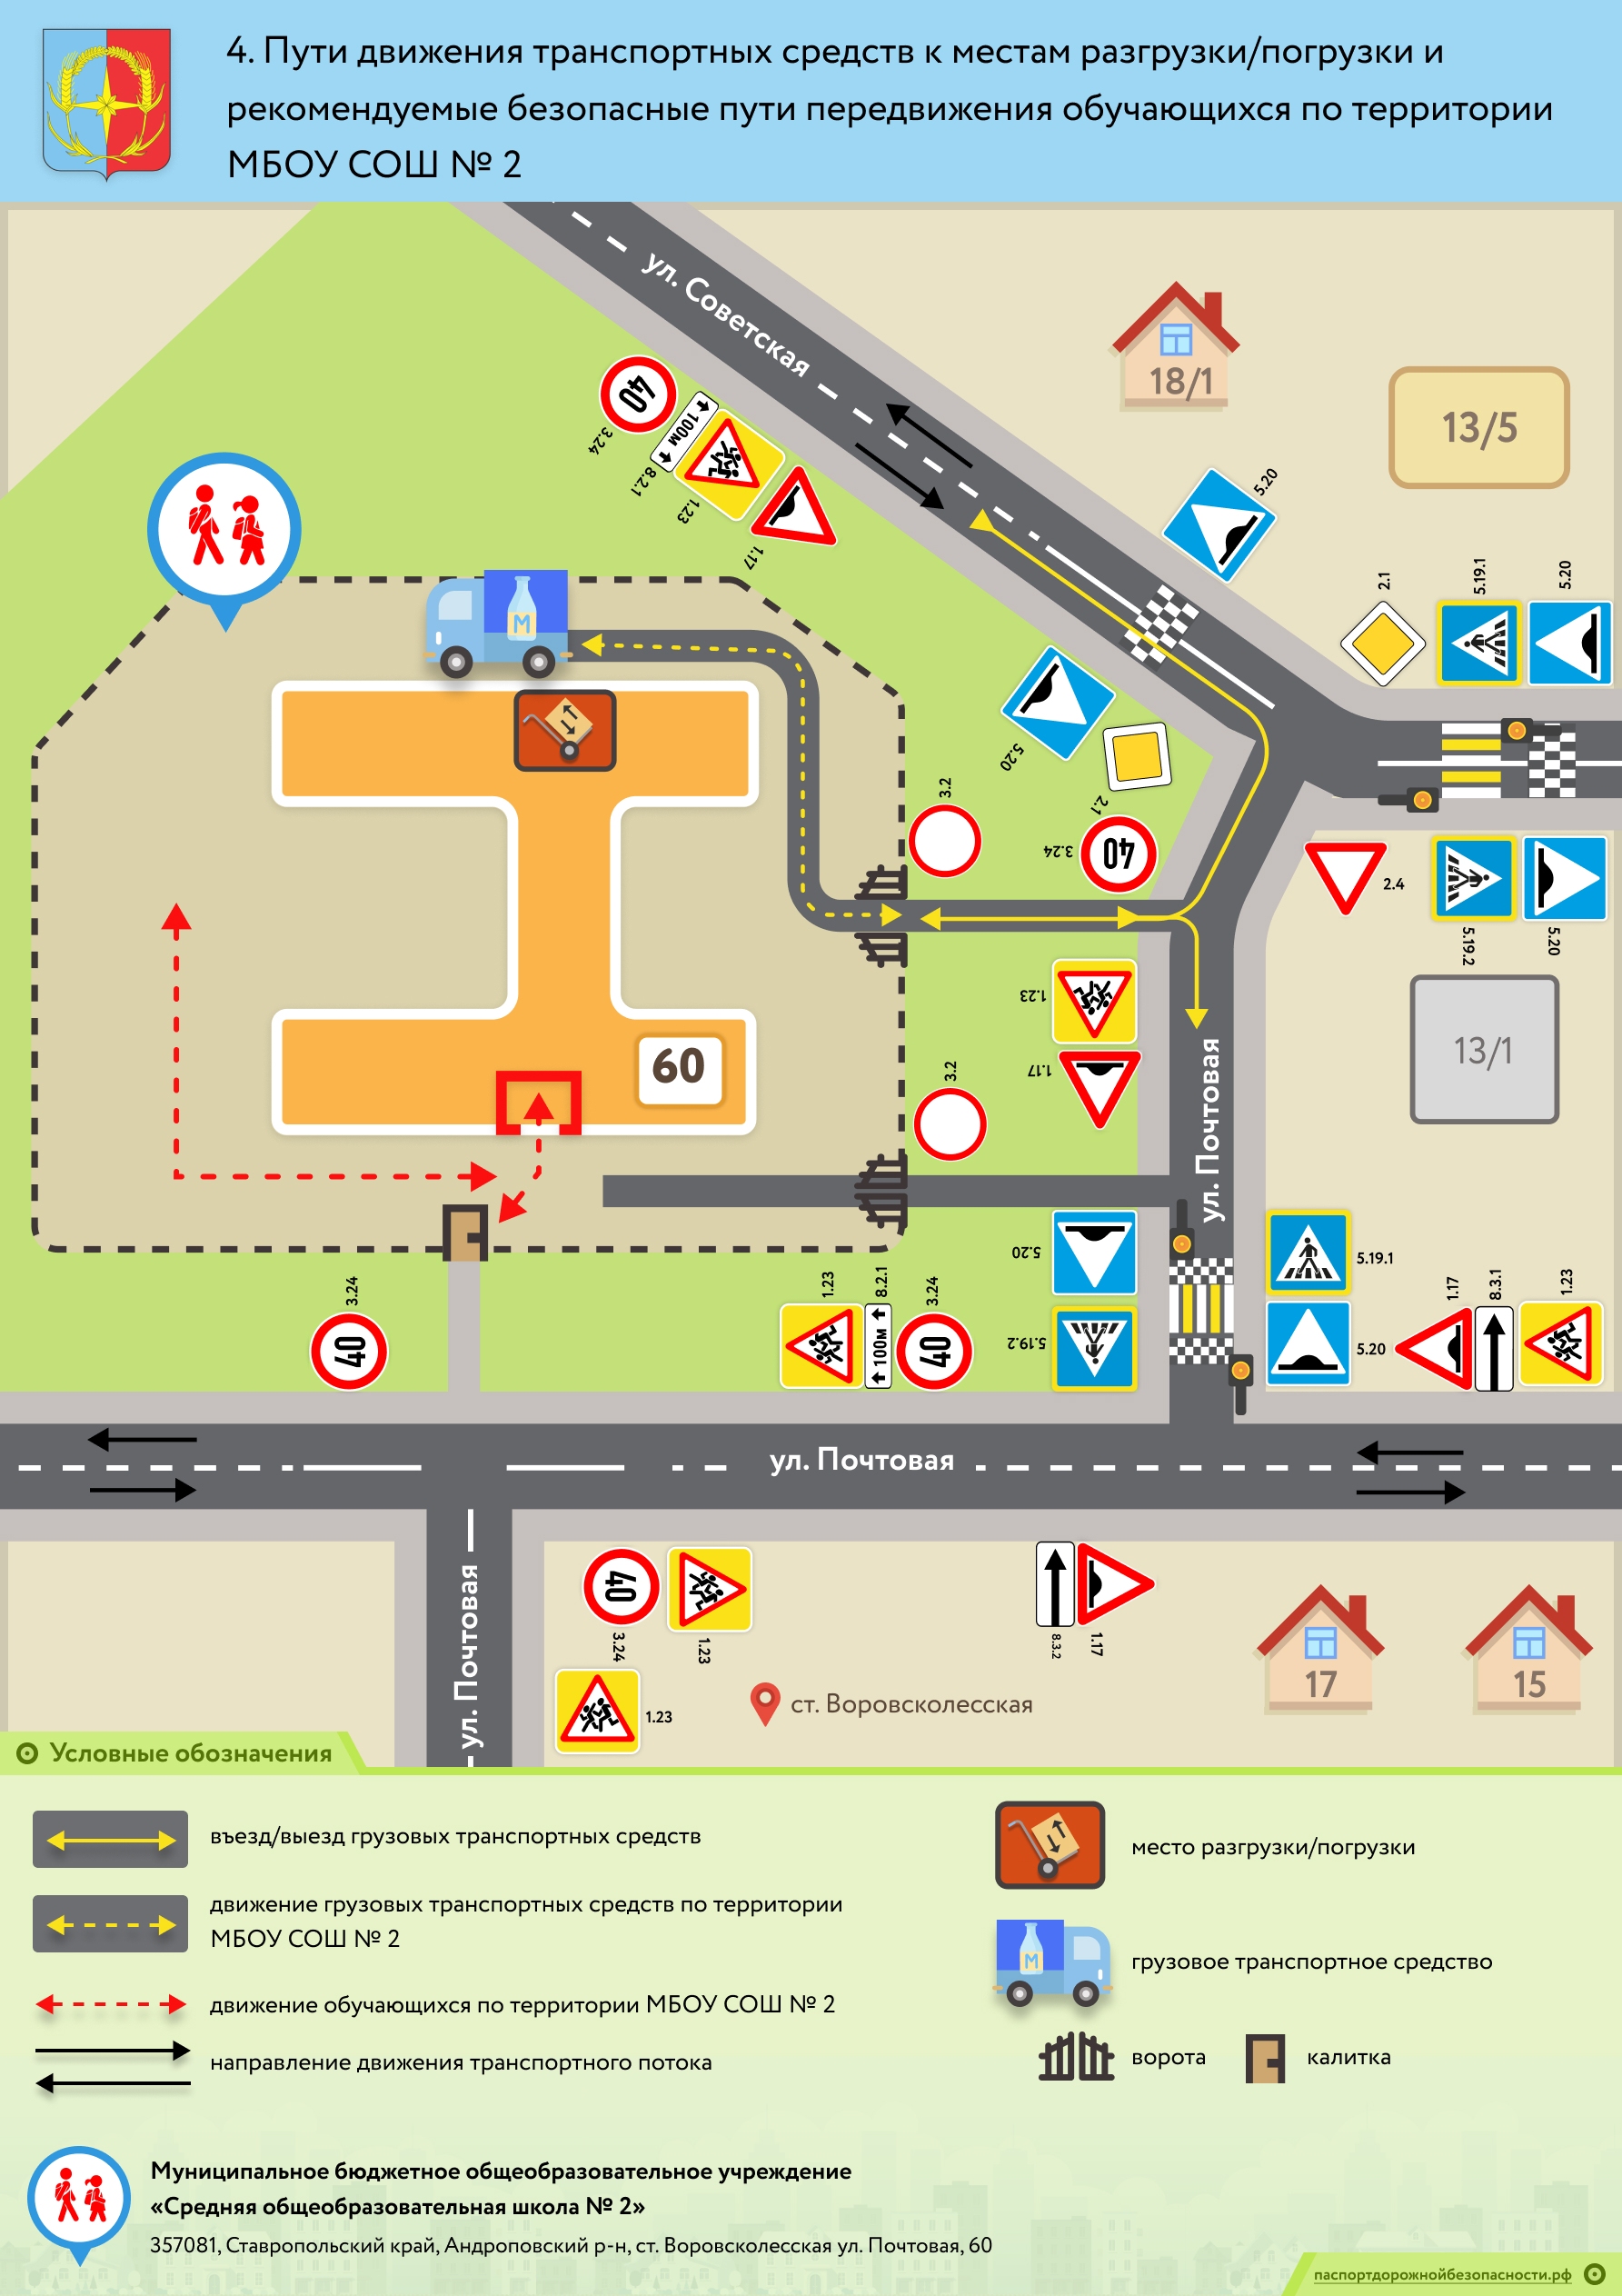 4. Пути движения транспортных средств к местам разгрузки/погрузки и
рекомендуемые безопасные пути передвижения обучающихся по территории
МБОУ СОШ № 2
ул. Советская
18/1
13/5
40
3.24
100м
8.2.1
1.23
1.17
5.20
2.1
5.19.1
5.20
М
5.20
2.1
3.2
3.24
40
2.4
5.19.2
5.20
1.23
1.17
13/1
60
3.2
ул. Почтовая
5.20
5.19.1
3.24
40
1.23
8.2.1
100м
3.24
40
5.19.2
5.20
1.17
8.3.1
1.23
ул. Почтовая
ул. Почтовая
40
3.24
1.23
8.3.2
1.17
1.23
ст. Воровсколесская
17
15
Условные обозначения
въезд/выезд грузовых транспортных средств
движение грузовых транспортных средств по территории
МБОУ СОШ № 2
движение обучающихся по территории МБОУ СОШ № 2
направление движения транспортного потока
место разгрузки/погрузки
М
грузовое транспортное средство
ворота
калитка
Муниципальное бюджетное общеобразовательное учреждение
«Средняя общеобразовательная школа № 2»
357081, Ставропольский край, Андроповский р-н, ст. Воровсколесская ул. Почтовая, 60
паспортдорожнойбезопасности.рф